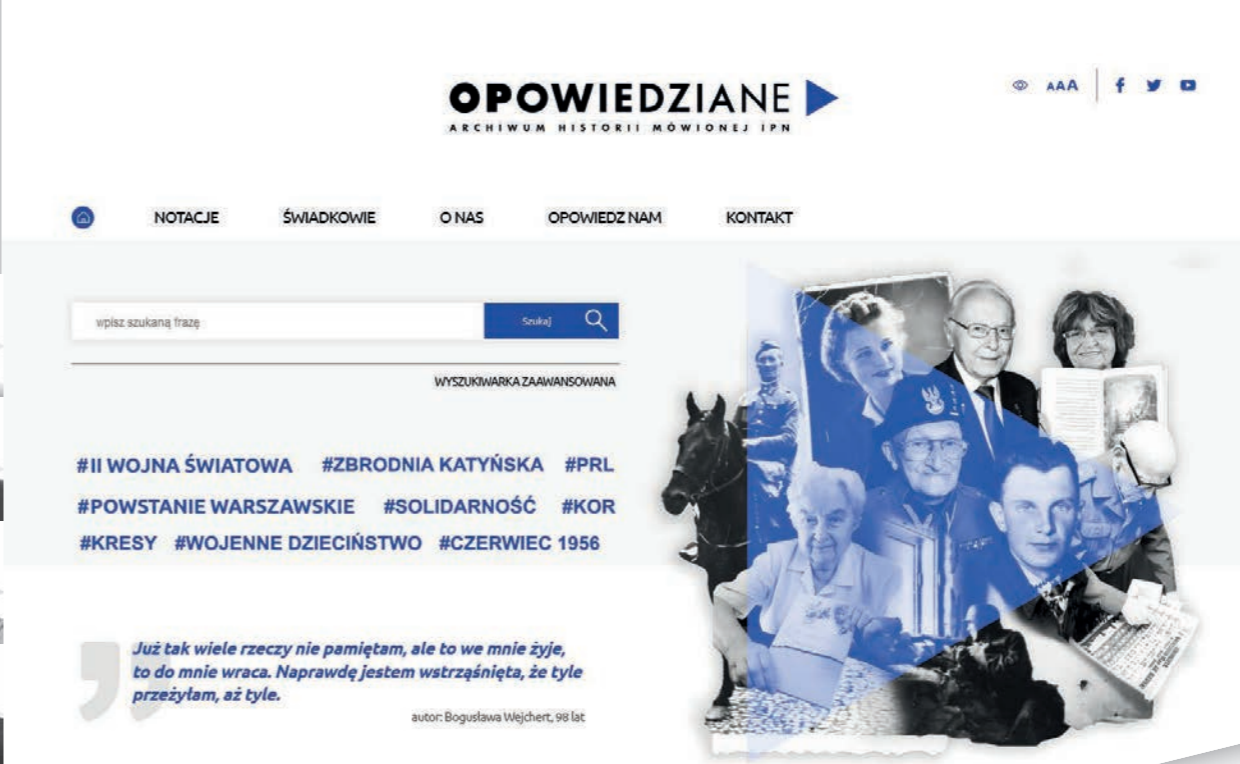 OPOWIEDZIANE
ARCHIWUM HISTORII MÓWIONEJ IPN
AAA
NOTACJE ŚWIADKOWIE O NAS OPOWIEDZ NAM KONTAKT
wpisz szukaną frazę Szukaj
WYSZUKIWARKA ZAAWANSOWANA
#II WOJNA ŚWIATOWA #ZBRODNIA KATYŃSKA #PRL
#POWSTANIE WARSZAWSKIE #SOLIDARNOŚĆ #KOR
#KRESY #WOJENNE DZIECIŃSTWO #CZERWIEC 1956
Już tak wiele rzeczy nie pamiętam, ale to we mnie żyje,
to do mnie wraca. Naprawdę jestem wstrząśnięta, że tyle
przeżyłam, aż tyle.
autor: Bogusława Wejchert, 98 lat